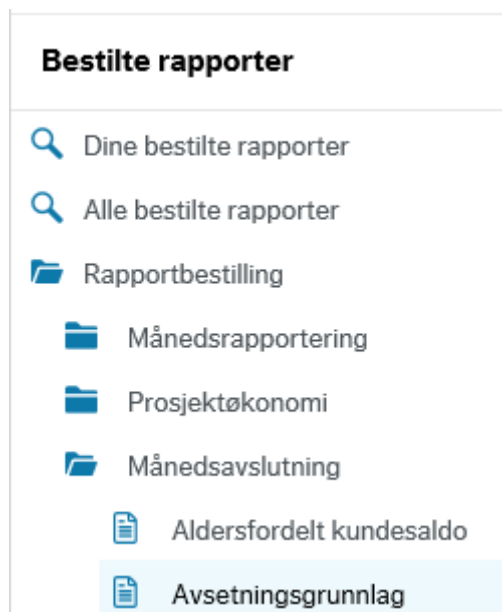 Bestilte rapporter
Dine bestilte rapporter
Alle bestilte rapporter
Rapportbestilling
Månedsrapportering
Prosjektøkonomi
Månedsavslutning
Aldersfordelt kundesaldo
Avsetningsgrunnlag